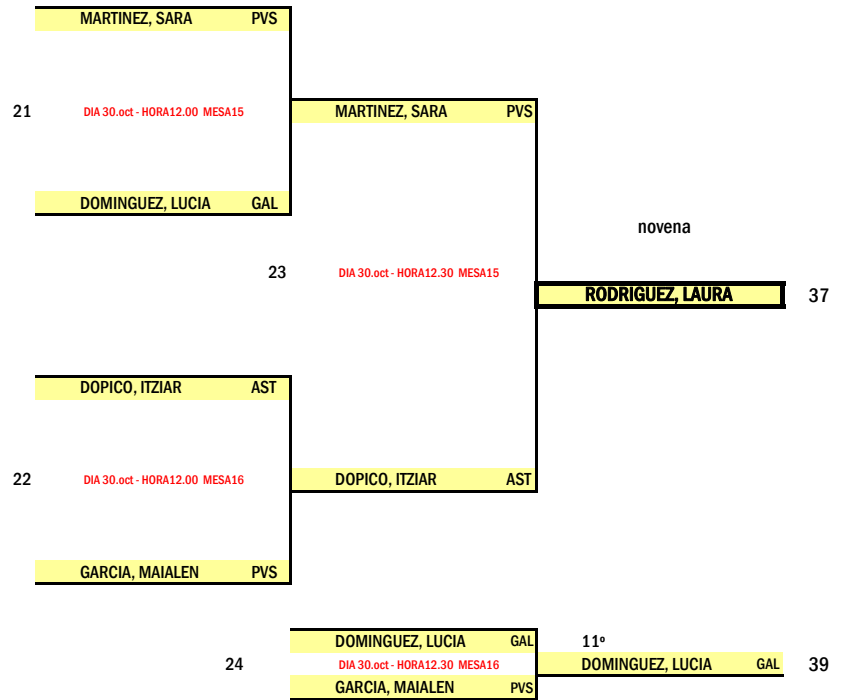 MARTINEZ, SARA PVS
21 DIA 30.oct - HORA12.00 MESA15
MARTINEZ, SARA PVS
DOMINGUEZ, LUCIA GAL
novena
23 DIA 30.oct - HORA12.30 MESA15
RODRIGUEZ, LAURA 37
DOPICO, ITZIAR AST
22 DIA 30.oct - HORA12.00 MESA16
DOPICO, ITZIAR AST
GARCIA, MAIALEN PVS
DOMINGUEZ, LUCIA GAL
11º
24 DIA 30.oct - HORA12.30 MESA16
DOMINGUEZ, LUCIA GAL 39
GARCIA, MAIALEN PVS